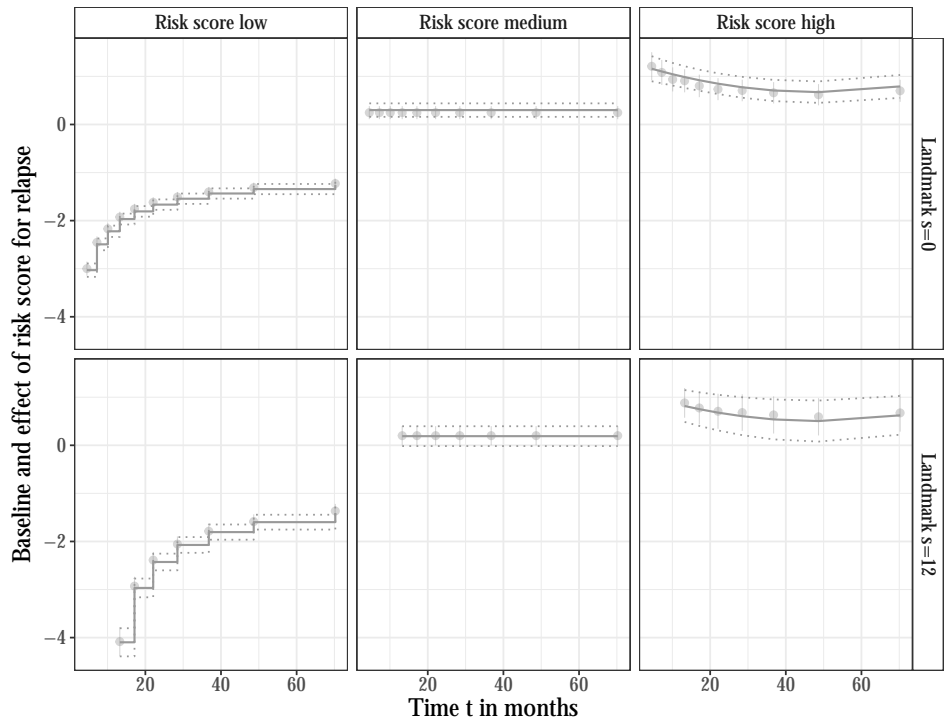 Risk score low
Risk score medium
Risk score high
Baseline and effect of risk score for relapse
0
−2
−4
Landmark s=0
0
−2
−4
Landmark s=12
20
40
60
20
40
60
20
40
60
Time t in months